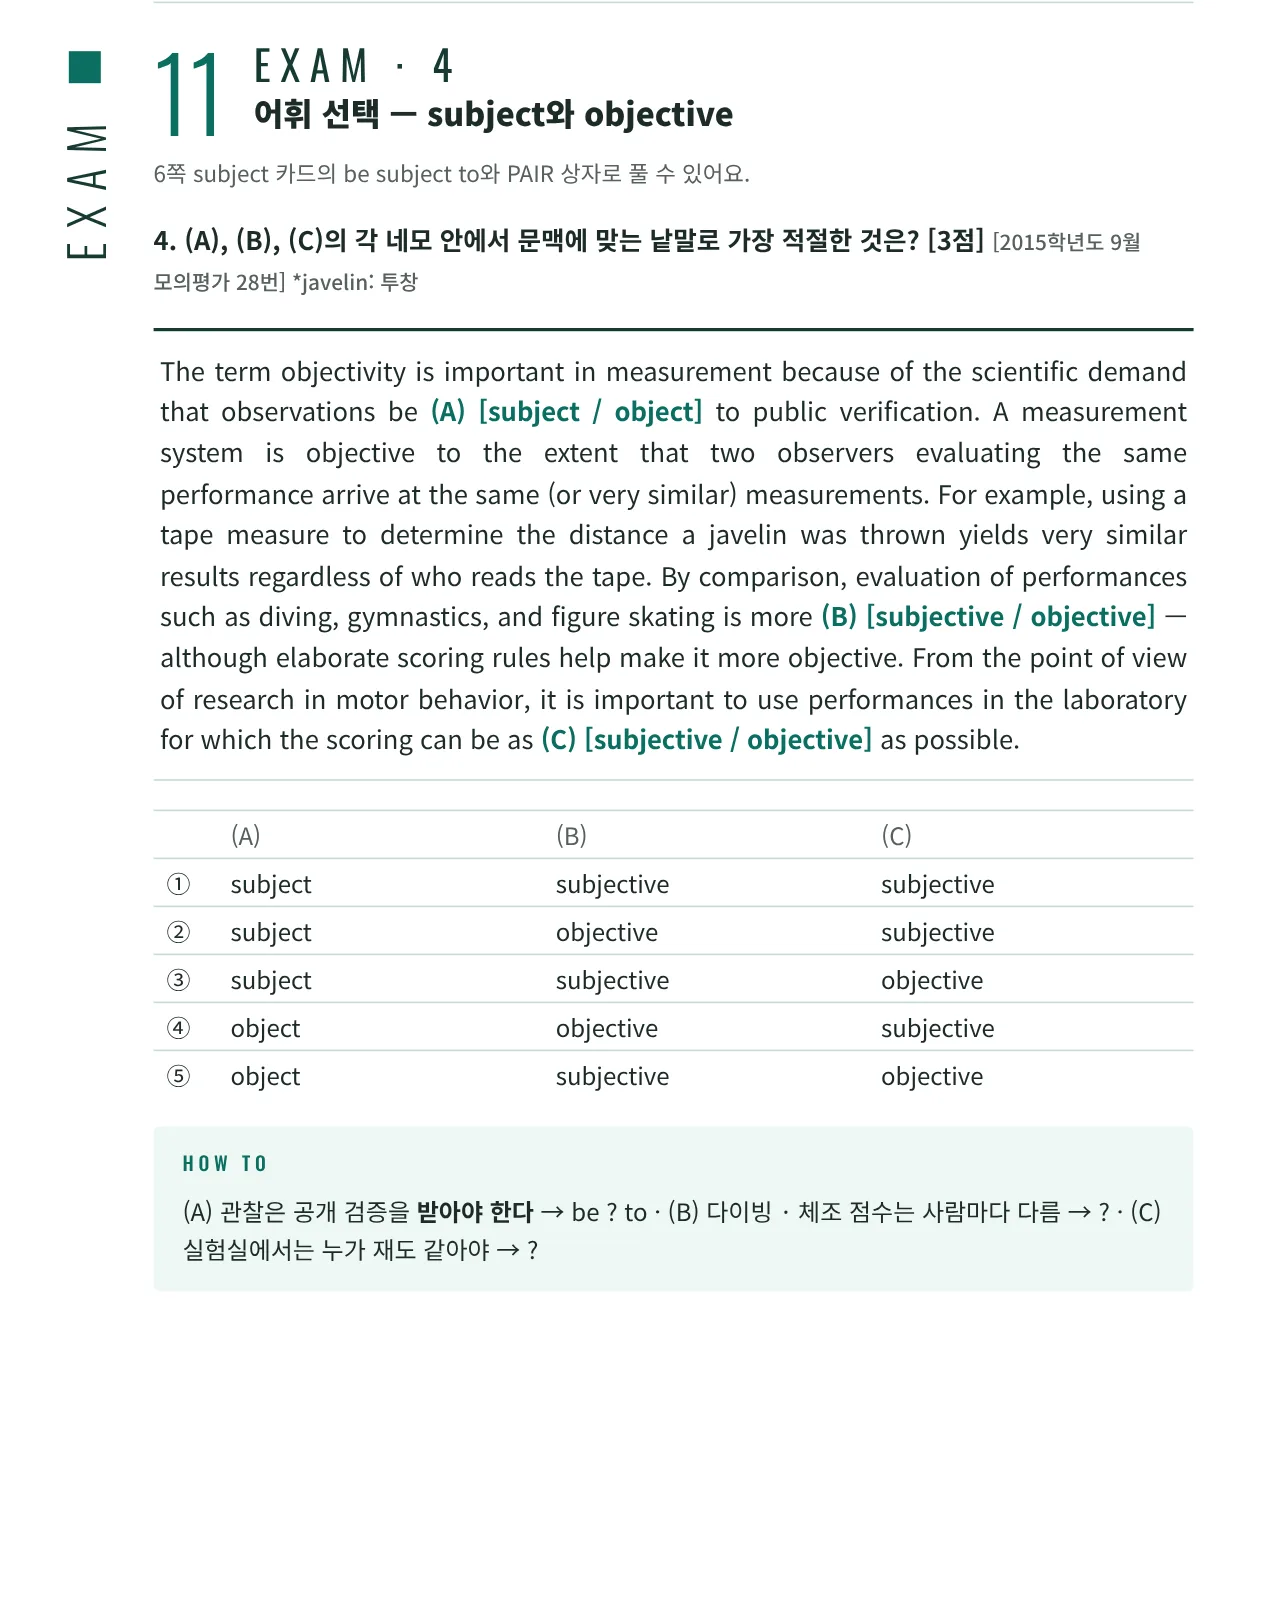 EXAM
11
EXAM · 4
어휘 선택 — subject와 objective
6쪽 subject 카드의 be subject to와 PAIR 상자로 풀 수 있어요.
4. (A), (B), (C)의 각 네모 안에서 문맥에 맞는 낱말로 가장 적절한 것은? [3점] [2015학년도 9월
모의평가 28번] *javelin: 투창
The term objectivity is important in measurement because of the scientific demand
that observations be (A) [subject / object] to public verification. A measurement
system is objective to the extent that two observers evaluating the same
performance arrive at the same (or very similar) measurements. For example, using a
tape measure to determine the distance a javelin was thrown yields very similar
results regardless of who reads the tape. By comparison, evaluation of performances
such as diving, gymnastics, and figure skating is more (B) [subjective / objective] —
although elaborate scoring rules help make it more objective. From the point of view
of research in motor behavior, it is important to use performances in the laboratory
for which the scoring can be as (C) [subjective / objective] as possible.
(A) (B) (C)
① subject subjective subjective
② subject objective subjective
③ subject subjective objective
④ object objective subjective
⑤ object subjective objective
HOW TO
(A) 관찰은 공개 검증을 받아야 한다 → be ? to · (B) 다이빙 · 체조 점수는 사람마다 다름 → ? · (C)
실험실에서는 누가 재도 같아야 → ?